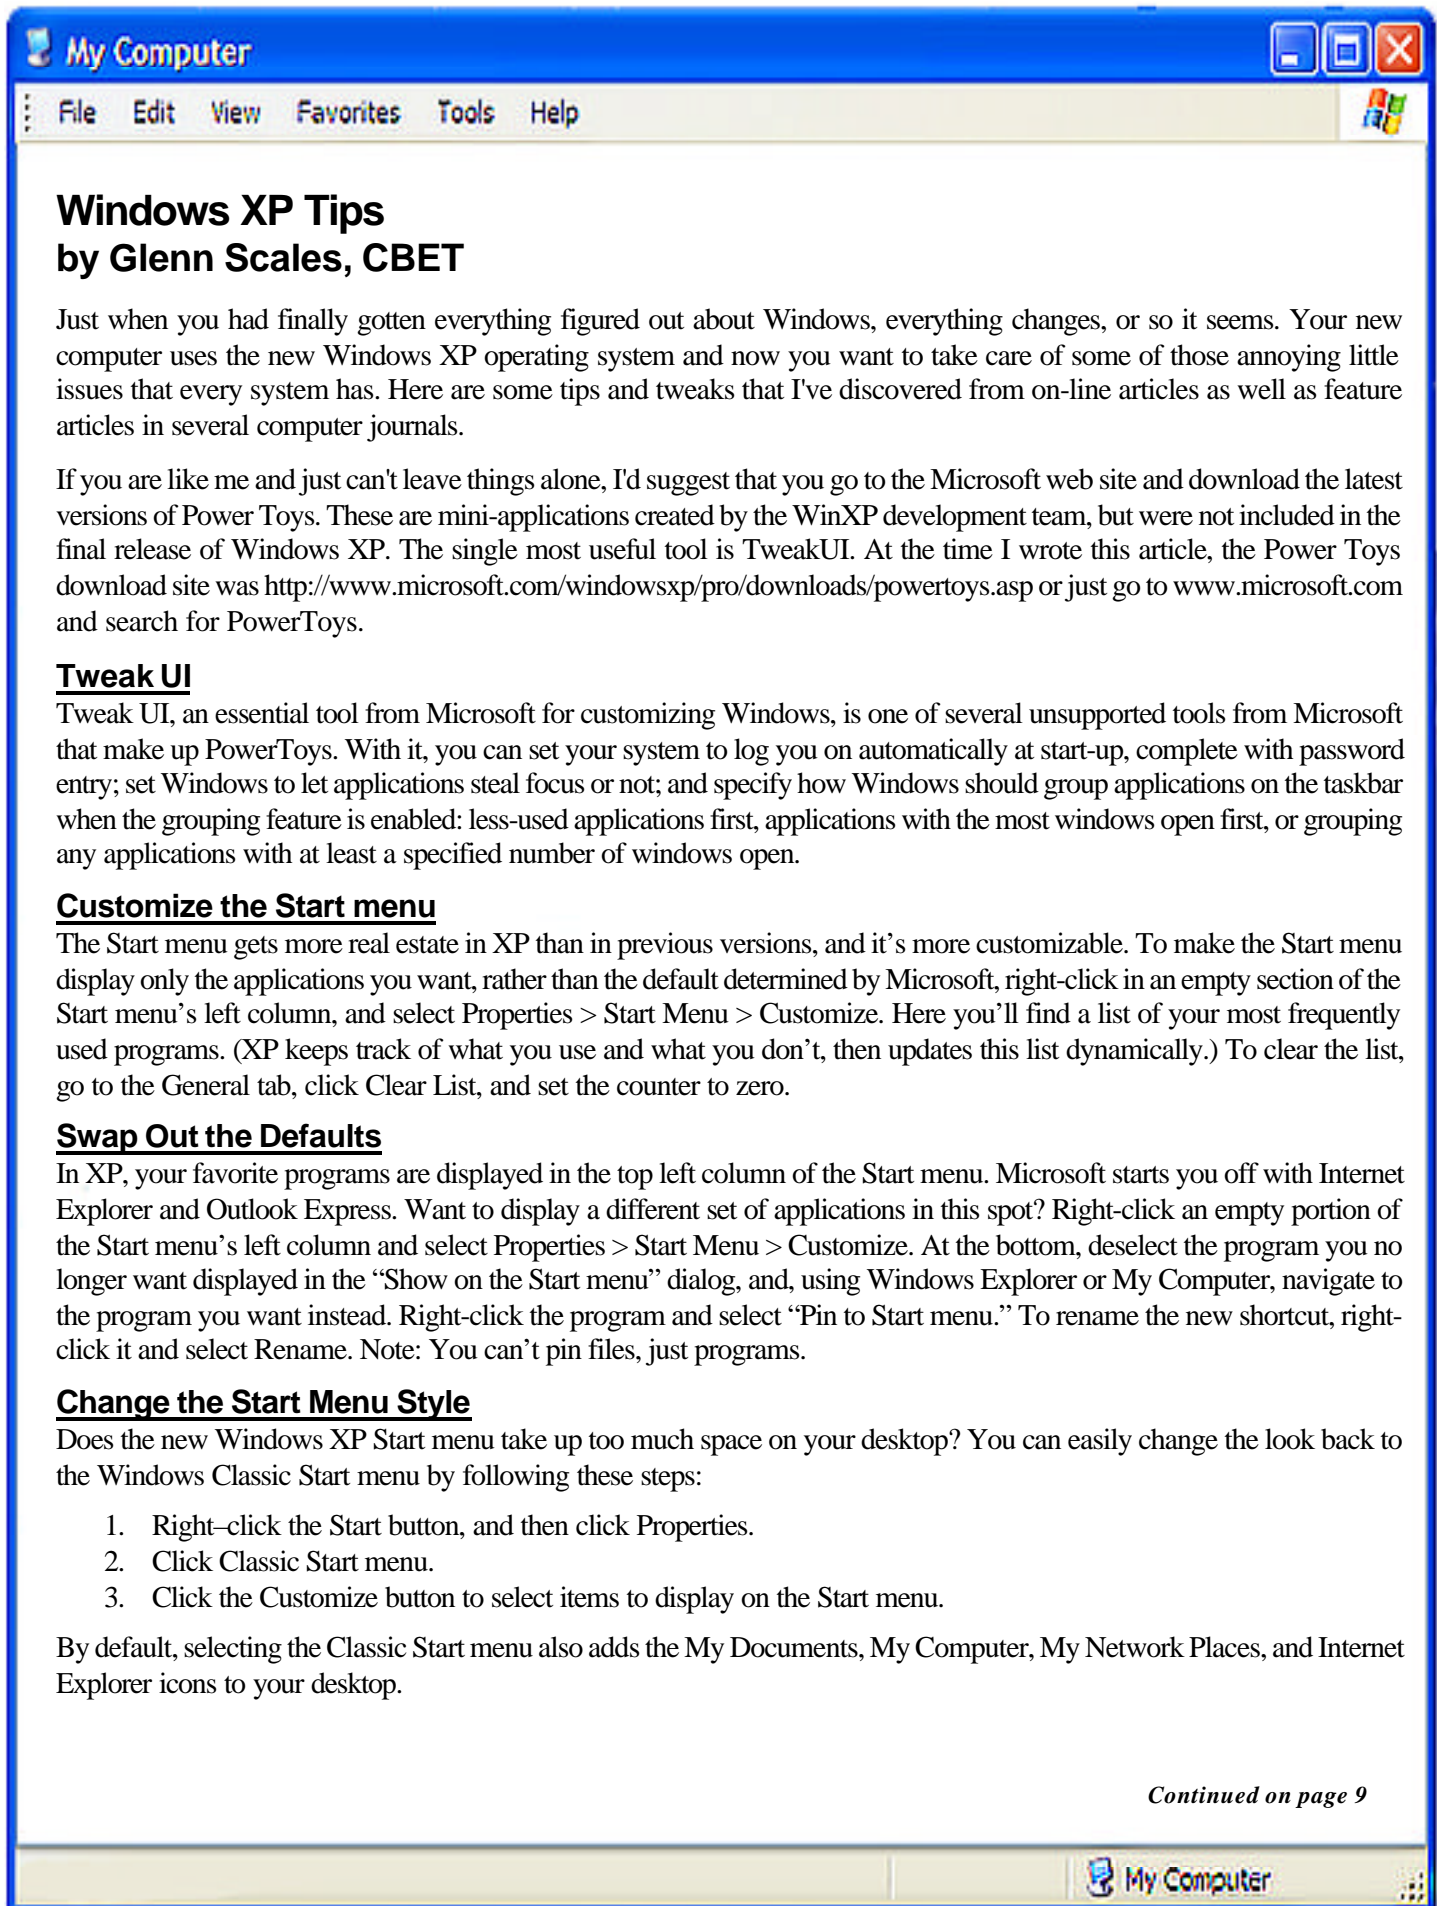 My Computer
File Edit View Favorites Tools Help
Windows XP Tips
by Glenn Scales, CBET
Just when you had finally gotten everything figured out about Windows, everything changes, or so it seems. Your new
computer uses the new Windows XP operating system and now you want to take care of some of those annoying little
issues that every system has. Here are some tips and tweaks that I've discovered from on-line articles as well as feature
articles in several computer journals.
If you are like me and just can't leave things alone, I'd suggest that you go to the Microsoft web site and download the latest
versions of Power Toys. These are mini-applications created by the WinXP development team, but were not included in the
final release of Windows XP. The single most useful tool is TweakUI. At the time I wrote this article, the Power Toys
download site was http://www.microsoft.com/windowsxp/pro/downloads/powertoys.asp or just go to www.microsoft.com
and search for PowerToys.
Tweak UI
Tweak UI, an essential tool from Microsoft for customizing Windows, is one of several unsupported tools from Microsoft
that make up PowerToys. With it, you can set your system to log you on automatically at start-up, complete with password
entry; set Windows to let applications steal focus or not; and specify how Windows should group applications on the taskbar
when the grouping feature is enabled: less-used applications first, applications with the most windows open first, or grouping
any applications with at least a specified number of windows open.
Customize the Start menu
The Start menu gets more real estate in XP than in previous versions, and it’s more customizable. To make the Start menu
display only the applications you want, rather than the default determined by Microsoft, right-click in an empty section of the
Start menu’s left column, and select Properties > Start Menu > Customize. Here you’ll find a list of your most frequently
used programs. (XP keeps track of what you use and what you don’t, then updates this list dynamically.) To clear the list,
go to the General tab, click Clear List, and set the counter to zero.
Swap Out the Defaults
In XP, your favorite programs are displayed in the top left column of the Start menu. Microsoft starts you off with Internet
Explorer and Outlook Express. Want to display a different set of applications in this spot? Right-click an empty portion of
the Start menu’s left column and select Properties > Start Menu > Customize. At the bottom, deselect the program you no
longer want displayed in the “Show on the Start menu” dialog, and, using Windows Explorer or My Computer, navigate to
the program you want instead. Right-click the program and select “Pin to Start menu.” To rename the new shortcut, right-
click it and select Rename. Note: You can’t pin files, just programs.
Change the Start Menu Style
Does the new Windows XP Start menu take up too much space on your desktop? You can easily change the look back to
the Windows Classic Start menu by following these steps:
1. Right–click the Start button, and then click Properties.
2. Click Classic Start menu.
3. Click the Customize button to select items to display on the Start menu.
By default, selecting the Classic Start menu also adds the My Documents, My Computer, My Network Places, and Internet
Explorer icons to your desktop.
Continued on page 9
My Computer